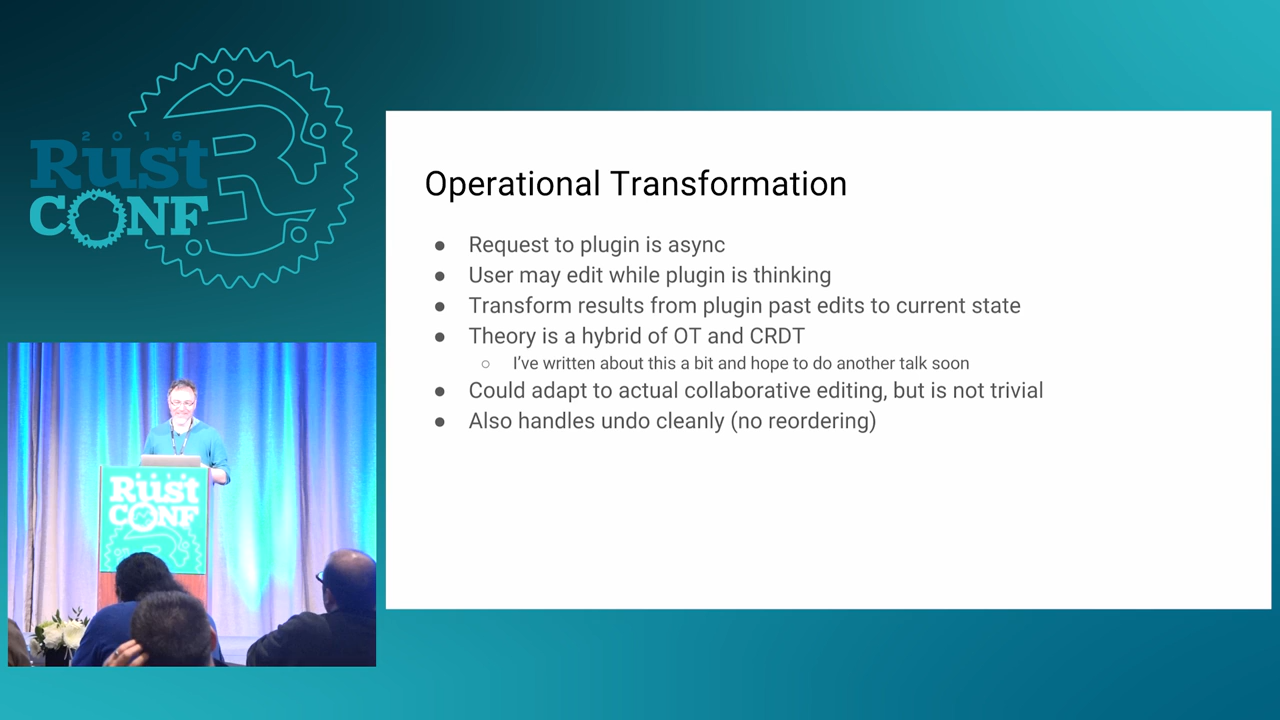 2016
Rust
CONF
Operational Transformation
● Request to plugin is async
● User may edit while plugin is thinking
● Transform results from plugin past edits to current state
● Theory is a hybrid of OT and CRDT
○ I've written about this a bit and hope to do another talk soon
● Could adapt to actual collaborative editing, but is not trivial
● Also handles undo cleanly (no reordering)
2016
Rust
CONF